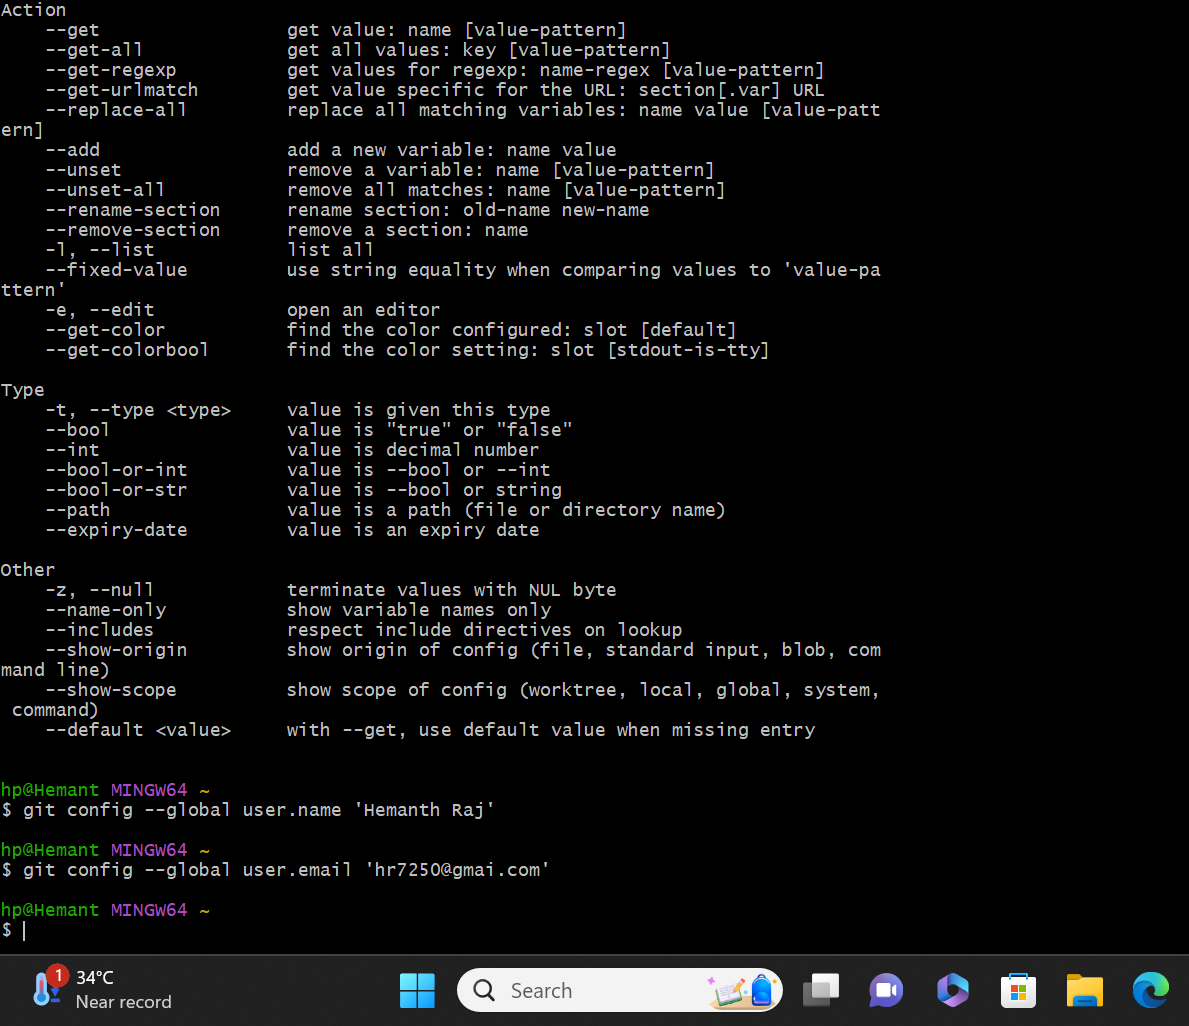 Action
    --get                 get value: name [value-pattern]
    --get-all             get all values: key [value-pattern]
    --get-regexp          get values for regexp: name-regex [value-pattern]
    --get-urlmatch        get value specific for the URL: section[.var] URL
    --replace-all         replace all matching variables: name value [value-patt
ern]
    --add                 add a new variable: name value
    --unset               remove a variable: name [value-pattern]
    --unset-all           remove all matches: name [value-pattern]
    --rename-section      rename section: old-name new-name
    --remove-section      remove a section: name
    -l, --list            list all
    --fixed-value         use string equality when comparing values to 'value-pa
ttern'
    -e, --edit            open an editor
    --get-color           find the color configured: slot [default]
    --get-colorbool       find the color setting: slot [stdout-is-tty]

Type
    -t, --type <type>     value is given this type
    --bool                value is "true" or "false"
    --int                 value is decimal number
    --bool-or-int         value is --bool or --int
    --bool-or-str         value is --bool or string
    --path                value is a path (file or directory name)
    --expiry-date         value is an expiry date

Other
    -z, --null            terminate values with NUL byte
    --name-only           show variable names only
    --includes            respect include directives on lookup
    --show-origin         show origin of config (file, standard input, blob, com
mand line)
    --show-scope          show scope of config (worktree, local, global, system,
 command)
    --default <value>     with --get, use default value when missing entry

hp@Hemant MINGW64 ~
$ git config --global user.name 'Hemanth Raj'

hp@Hemant MINGW64 ~
$ git config --global user.email 'hr7250@gmai.com'

hp@Hemant MINGW64 ~
$
1
34°C
Near record
Search